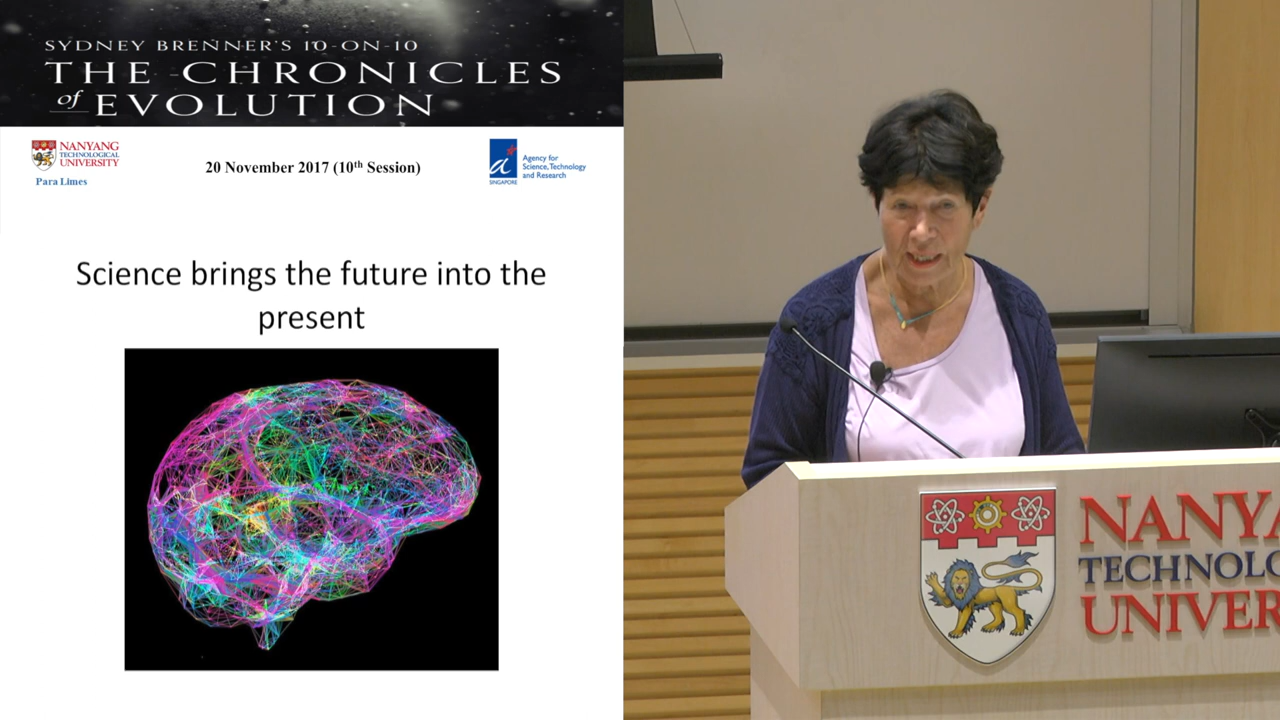 SYDNEY BRENNER'S 10-ON-10
THE CHRONICLES
of EVOLUTION
NANYANG
TECHNOLOGICAL
UNIVERSITY
Para Limes
20 November 2017 (10th Session)
Agency for
Science, Technology
and Research
SINGAPORE
Science brings the future into the
present
NANYA
TECHNOLO
UNIVER